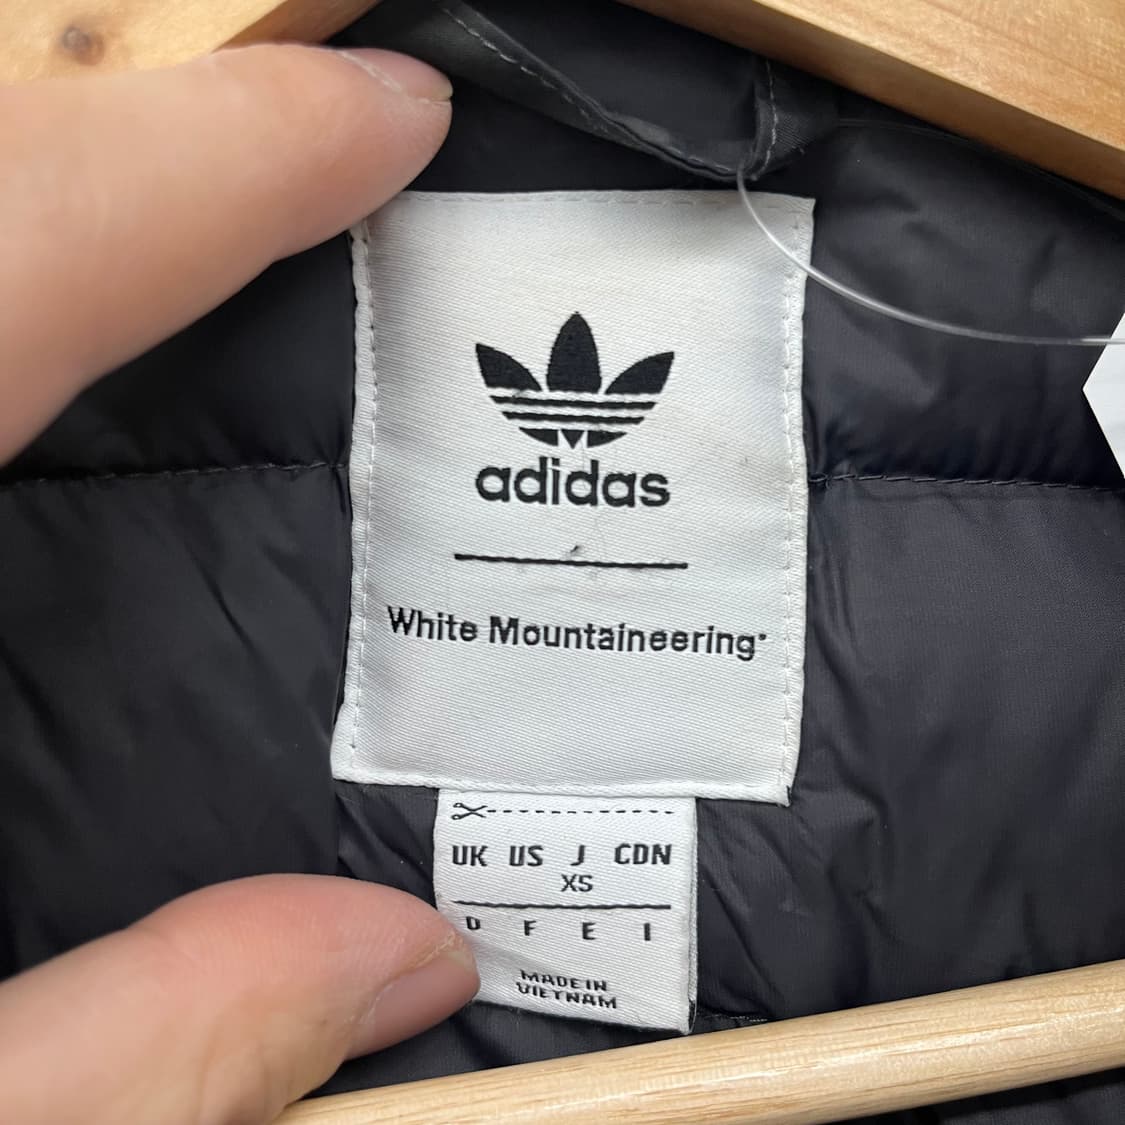 adidas
White Mountaineering
UK US J CDN
XS
D F E I
MADE IN
VIETNAM